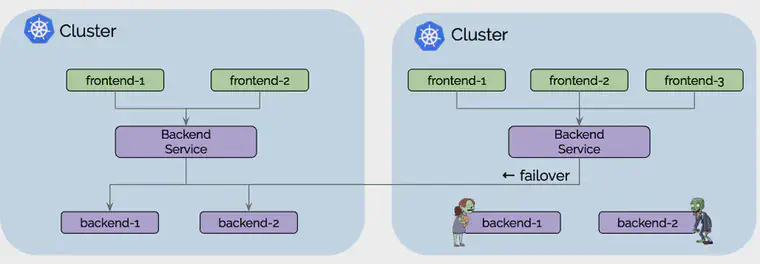 Cluster
frontend-1
frontend-2
Backend
Service
backend-1
backend-2
Cluster
frontend-1
frontend-2
frontend-3
Backend
Service
← failover
backend-1
backend-2